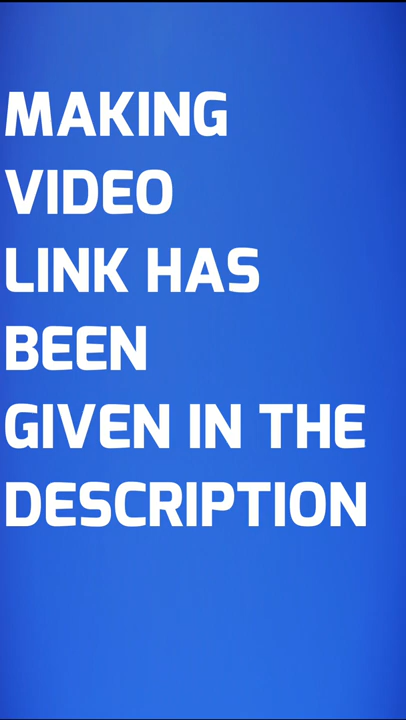 MAKING
VIDEO
LINK HAS
BEEN
GIVEN IN THE
DESCRIPTION